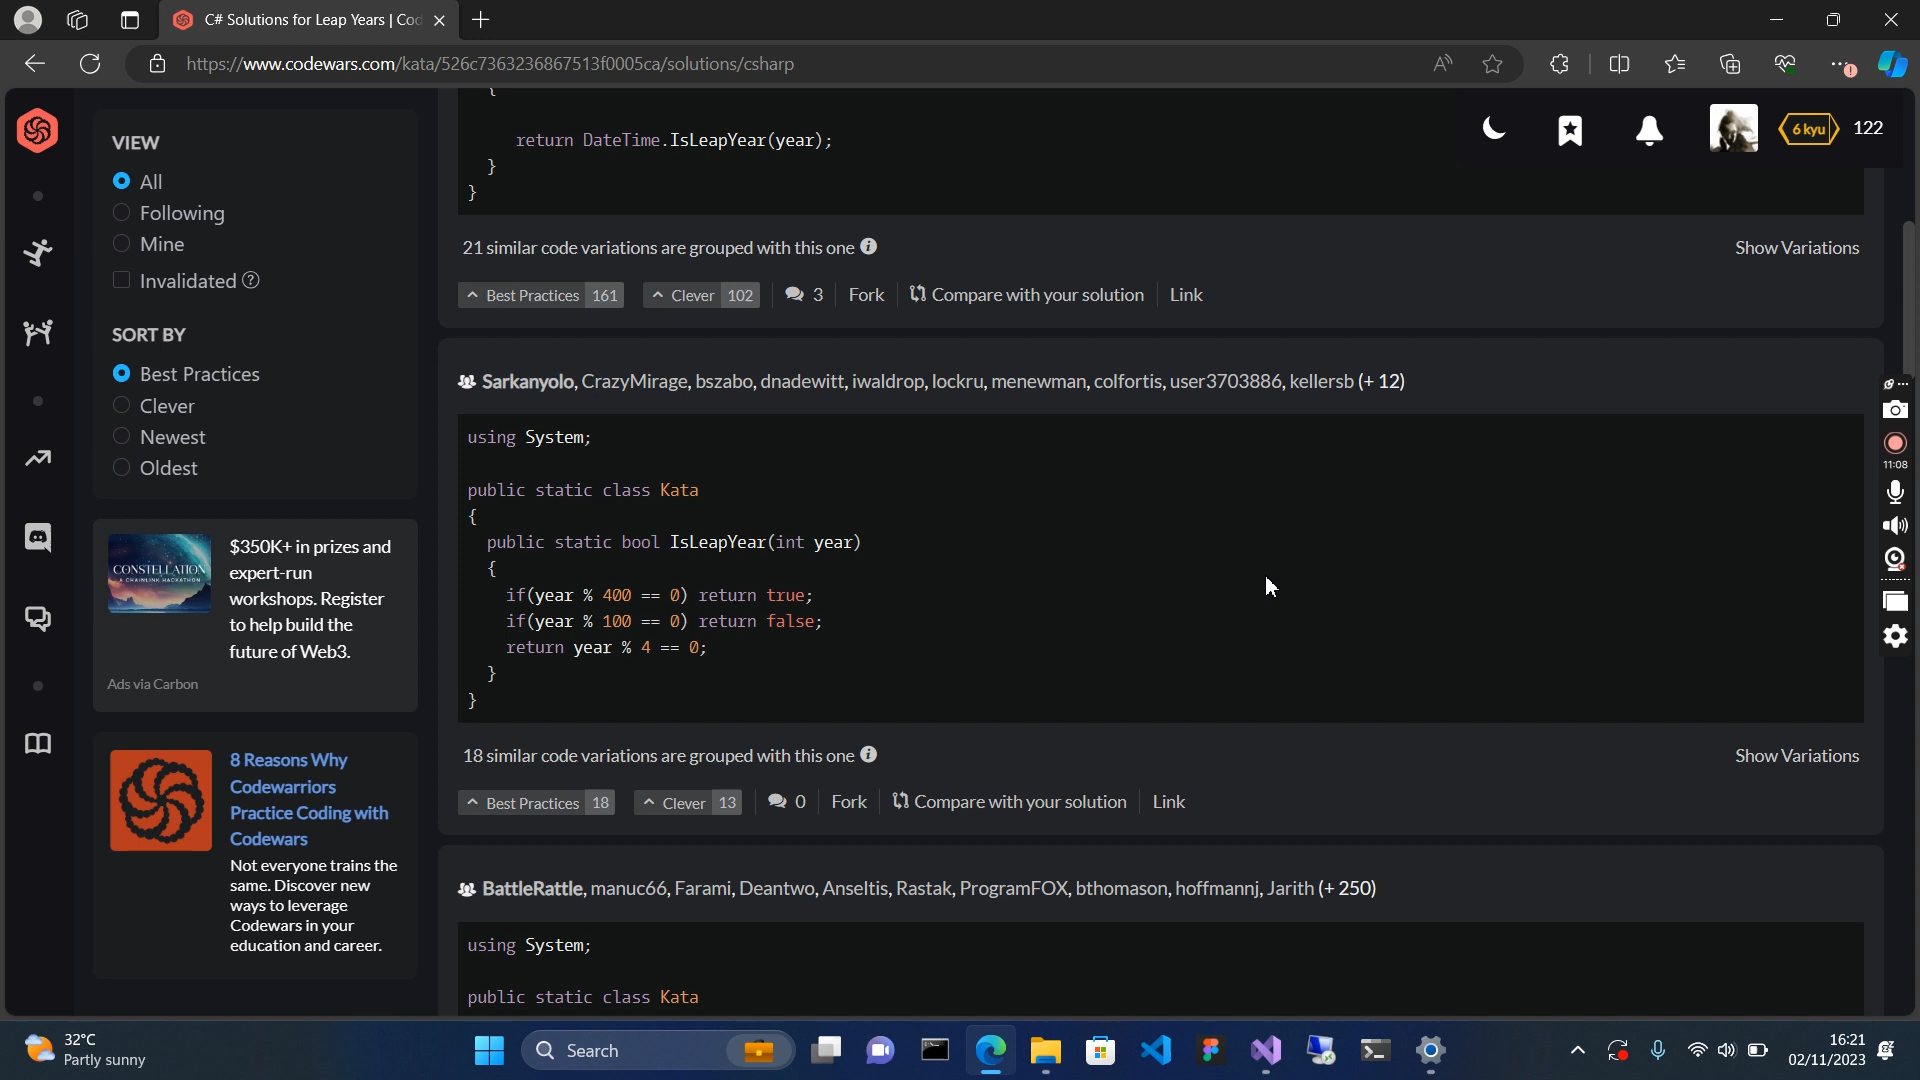 C# Solutions for Leap Years | Cod
https://www.codewars.com/kata/526c7363236867513f0005ca/solutions/csharp
6 kyu
122
VIEW
All
Following
Mine
Invalidated
SORT BY
Best Practices
Clever
Newest
Oldest
CONSTELLATION
A CHAINLINK HACKATHON
$350K+ in prizes and
expert-run
workshops. Register
to help build the
future of Web3.
Ads via Carbon
8 Reasons Why
Codewarriors
Practice Coding with
Codewars
Not everyone trains the
same. Discover new
ways to leverage
Codewars in your
education and career.
{
return DateTime.IsLeapYear(year);
}
}
21 similar code variations are grouped with this one
Show Variations
Best Practices 161 Clever 102 3 Fork Compare with your solution Link
Sarkanyolo, CrazyMirage, bszabo, dnadewitt, iwaldrop, lockru, menewman, colfortis, user3703886, kellersb (+ 12)
using System;
public static class Kata
{
public static bool IsLeapYear(int year)
{
if(year % 400 == 0) return true;
if(year % 100 == 0) return false;
return year % 4 == 0;
}
}
18 similar code variations are grouped with this one
Show Variations
Best Practices 18 Clever 13 0 Fork Compare with your solution Link
BattleRattle, manuc66, Farami, Deantwo, Anseltis, Rastak, ProgramFOX, bthomason, hoffmannj, Jarith (+ 250)
using System;
public static class Kata
11:08
32°C
Partly sunny
Search
16:21
02/11/2023